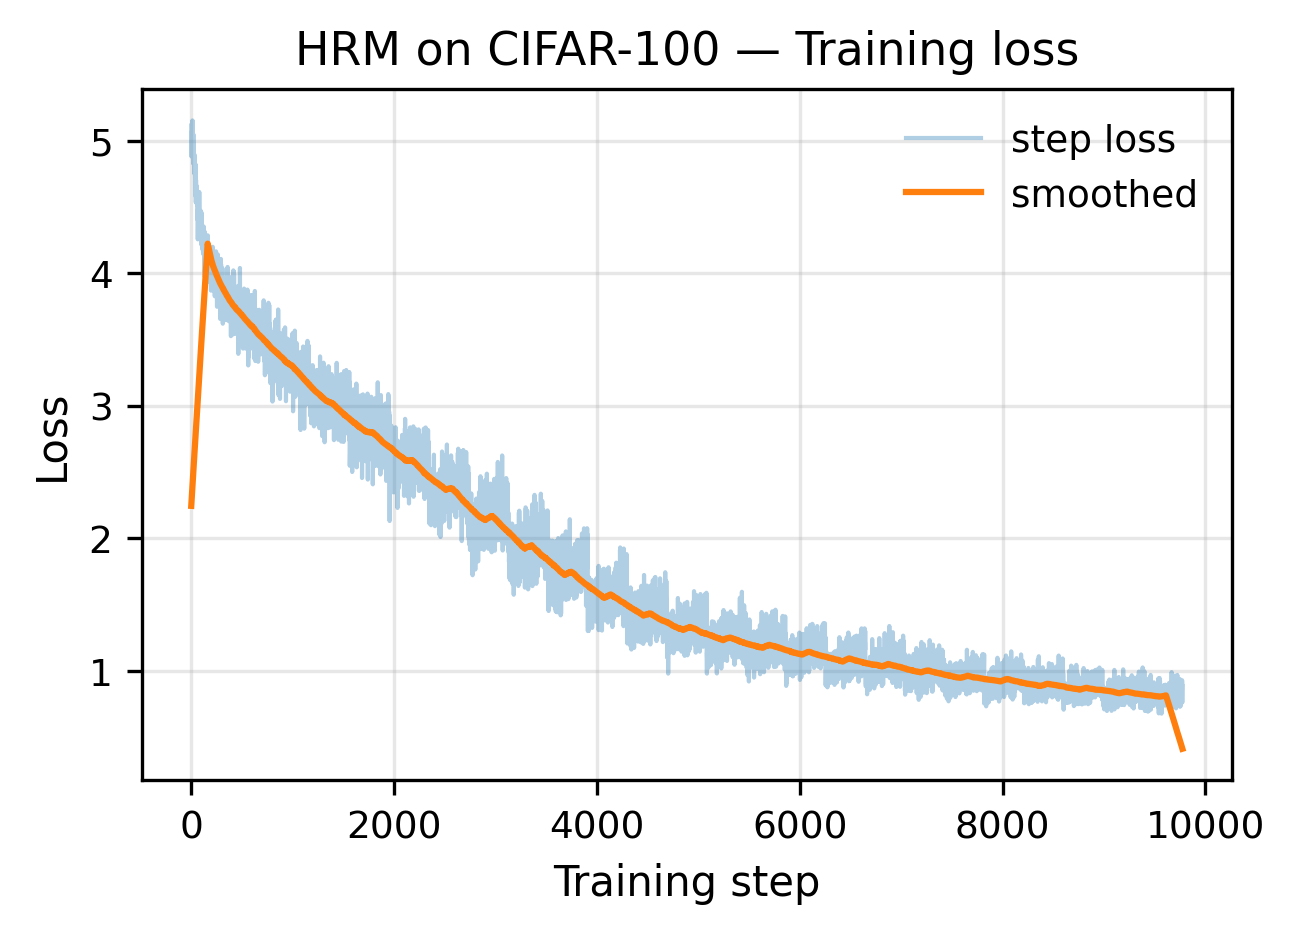 HRM on CIFAR-100 — Training loss
step loss
smoothed
Loss
5
4
3
2
1
0 2000 4000 6000 8000 10000
Training step